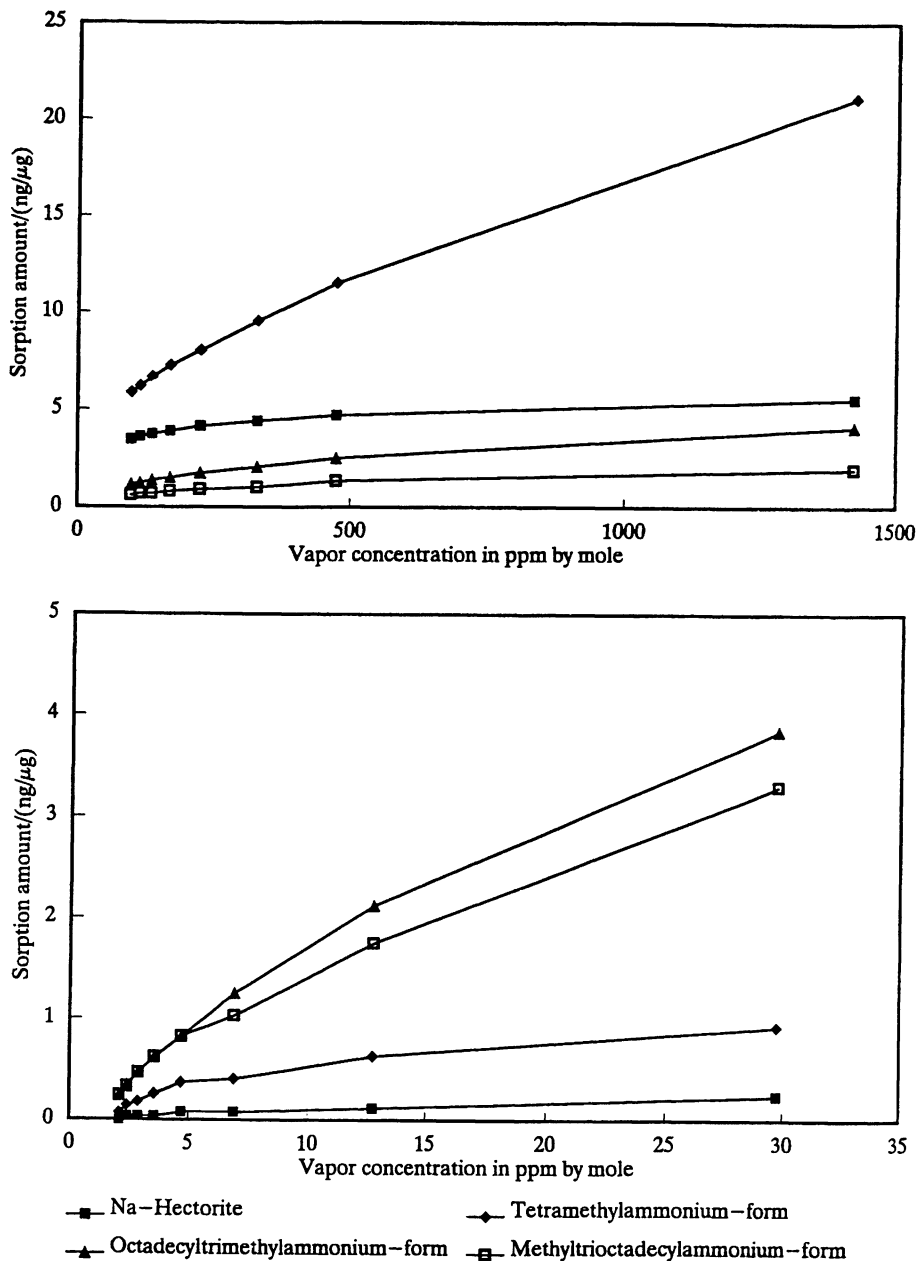 25
20
15
10
5
0
Sorption amount/(ng/μg)
0 500 1000 1500
Vapor concentration in ppm by mole
5
4
3
2
1
0
Sorption amount/(ng/μg)
0 5 10 15 20 25 30 35
Vapor concentration in ppm by mole
Na-Hectorite Tetramethylammonium-form
Octadecyltrimethylammonium-form Methyltrioctadecylammonium-form